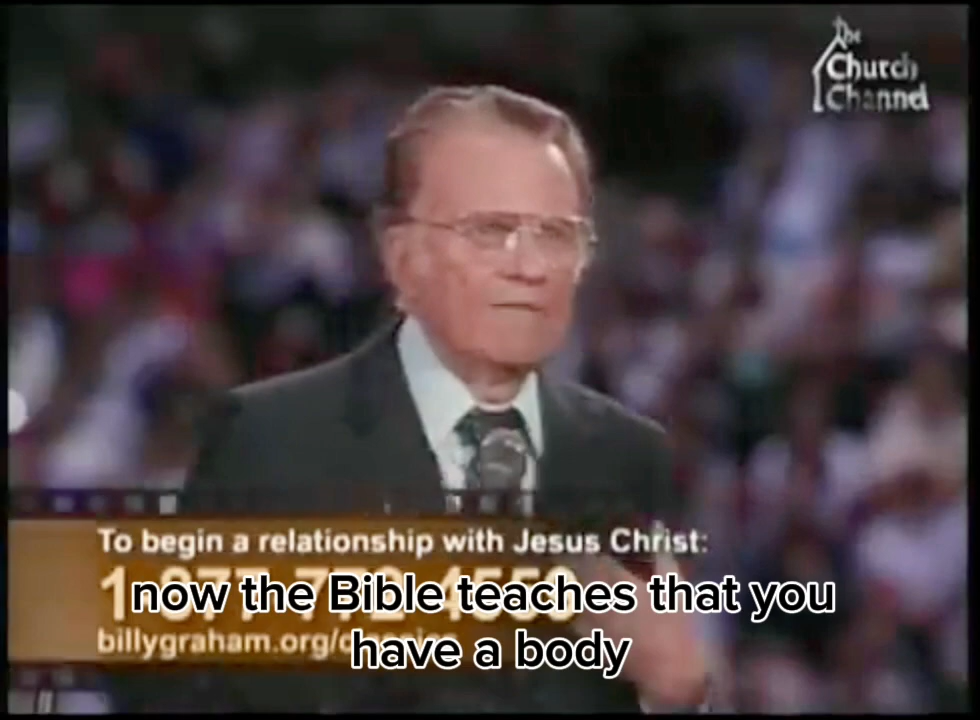 The
Church
Channel
To begin a relationship with Jesus Christ:
now the Bible teaches that you
billygraham.org/
have a body